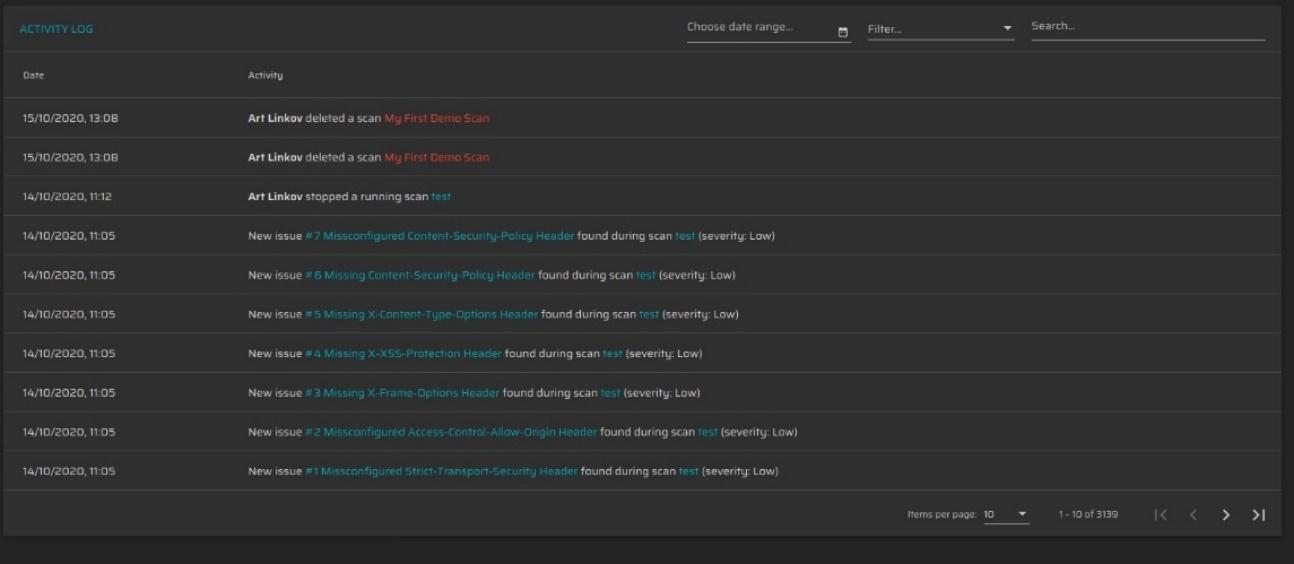 ACTIVITY LOG Choose date range... Filter... Search...
Date Activity
15/10/2020, 13:08 Art Linkov deleted a scan My First Demo Scan
15/10/2020, 13:08 Art Linkov deleted a scan My First Demo Scan
14/10/2020, 11:12 Art Linkov stopped a running scan test
14/10/2020, 11:05 New issue #7 Missconfigured Content-Security-Policy Header found during scan test (severity: Low)
14/10/2020, 11:05 New issue #6 Missing Content-Security-Policy Header found during scan test (severity: Low)
14/10/2020, 11:05 New issue #5 Missing X-Content-Type-Options Header found during scan test (severity: Low)
14/10/2020, 11:05 New issue #4 Missing X-XSS-Protection Header found during scan test (severity: Low)
14/10/2020, 11:05 New issue #3 Missing X-Frame-Options Header found during scan test (severity: Low)
14/10/2020, 11:05 New issue #2 Missconfigured Access-Control-Allow-Origin Header found during scan test (severity: Low)
14/10/2020, 11:05 New issue #1 Missconfigured Strict-Transport-Security Header found during scan test (severity: Low)
Items per page: 10 1 - 10 of 3139